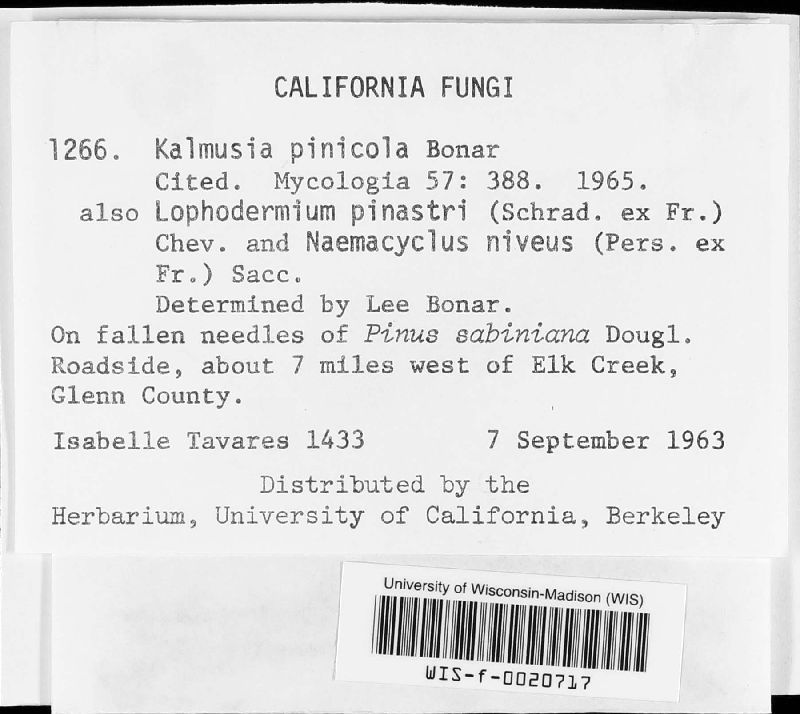 CALIFORNIA FUNGI
1266. Kalmusia pinicola Bonar
Cited. Mycologia 57: 388. 1965.
also Lophodermium pinastri (Schrad. ex Fr.)
Chev. and Naemacyclus niveus (Pers. ex
Fr.) Sacc.
Determined by Lee Bonar.
On fallen needles of Pinus sabiniana Dougl.
Roadside, about 7 miles west of Elk Creek,
Glenn County.
Isabelle Tavares 1433 7 September 1963
Distributed by the
Herbarium, University of California, Berkeley
University of Wisconsin-Madison (WIS)
WIS-f-0020717